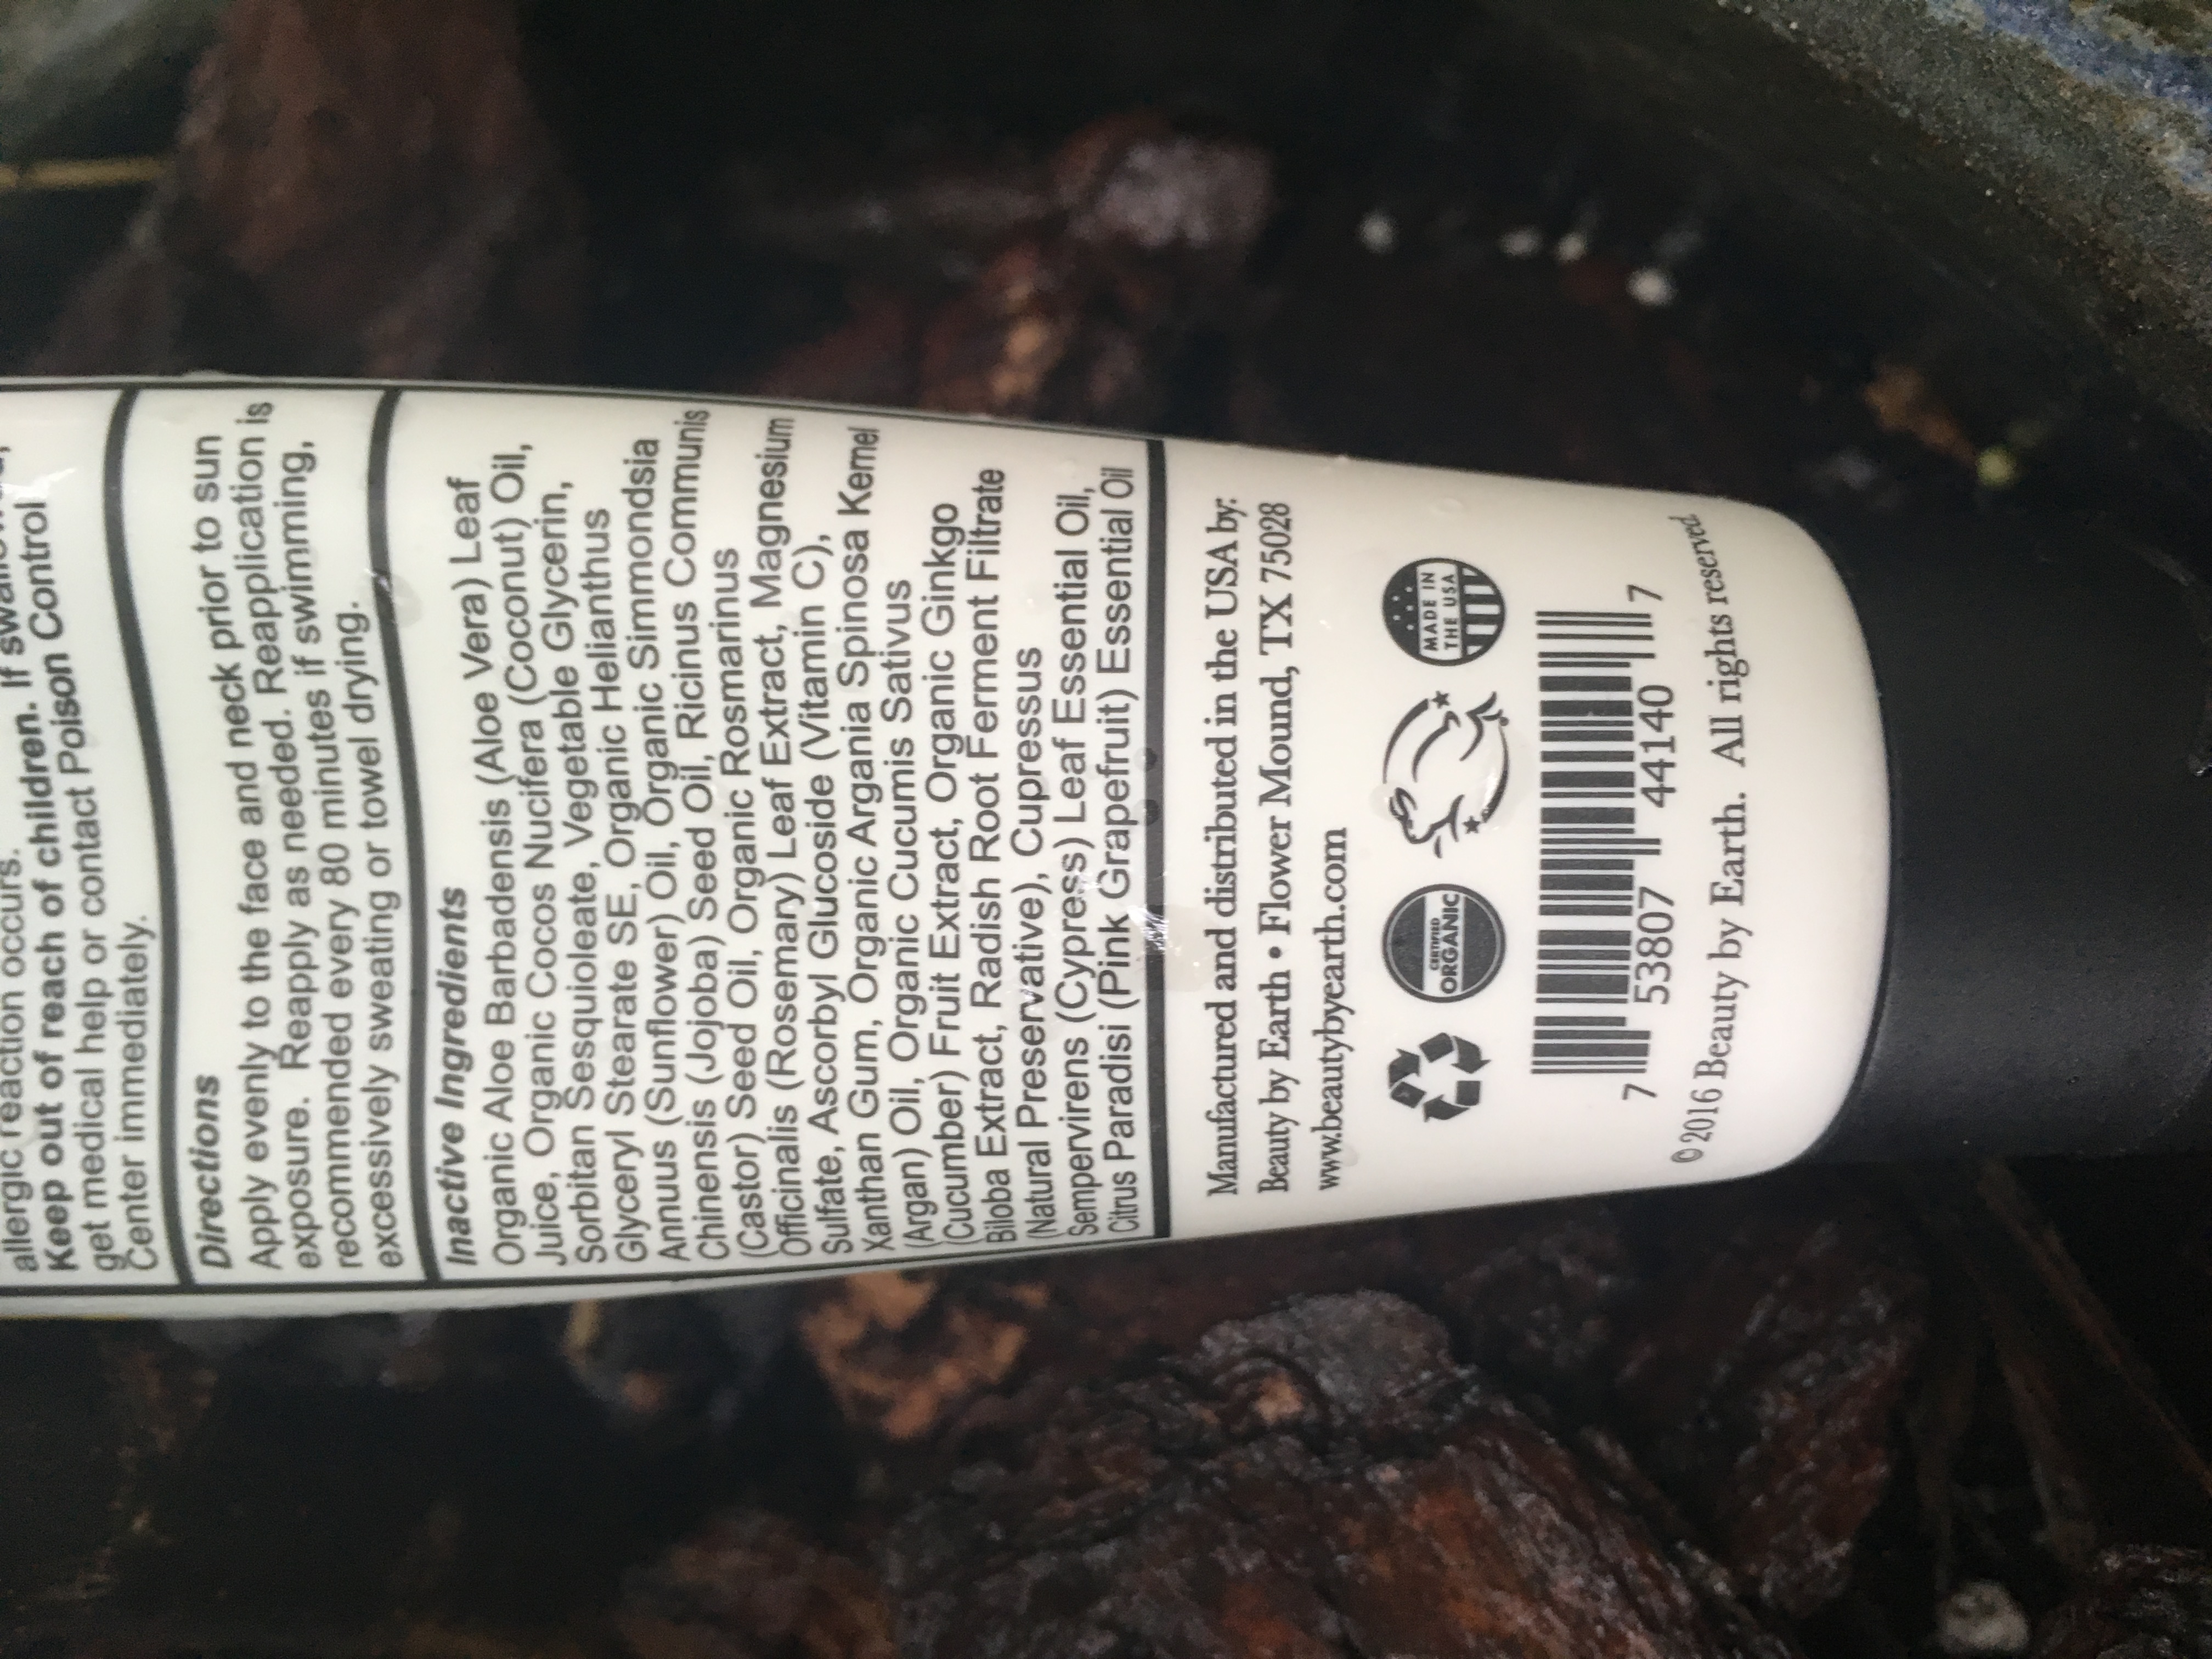 allergic reaction occurs.
Keep out of reach of children. If
get medical help or contact Poison Control
Center immediately.
Directions
Apply evenly to the face and neck prior to sun
exposure. Reapply as needed. Reapplication is
recommended every 80 minutes if swimming,
excessively sweating or towel drying.
Inactive Ingredients
Organic Aloe Barbadensis (Aloe Vera) Leaf
Juice, Organic Cocos Nucifera (Coconut) Oil,
Sorbitan Sesquioleate, Vegetable Glycerin,
Glyceryl Stearate SE, Organic Helianthus
Annuus (Sunflower) Oil, Organic Simmondsia
Chinensis (Jojoba) Seed Oil, Ricinus Communis
(Castor) Seed Oil, Organic Rosmarinus
Officinalis (Rosemary) Leaf Extract, Magnesium
Sulfate, Ascorbyl Glucoside (Vitamin C),
Xanthan Gum, Organic Argania Spinosa Kernel
(Argan) Oil, Organic Cucumis Sativus
(Cucumber) Fruit Extract, Organic Ginkgo
Biloba Extract, Radish Root Ferment Filtrate
(Natural Preservative), Cupressus
Sempervirens (Cypress) Leaf Essential Oil,
Citrus Paradisi (Pink Grapefruit) Essential Oil
Manufactured and distributed in the USA by:
Beauty by Earth • Flower Mound, TX 75028
www.beautybyearth.com
CERTIFIED
ORGANIC
MADE IN
THE USA
7 53807 44140 7
© 2016 Beauty by Earth. All rights reserved.